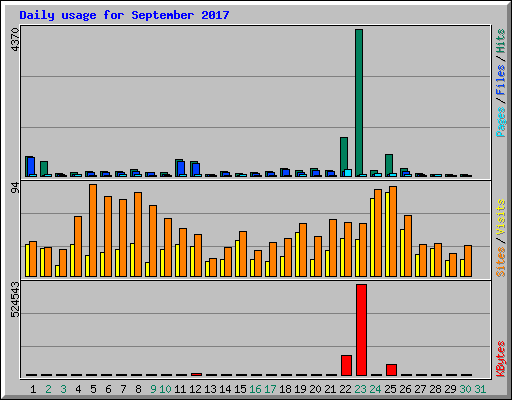 Daily usage for September 2017
4370
Pages / Files / Hits
94
Sites / Visits
524543
KBytes
1 2 3 4 5 6 7 8 9 10 11 12 13 14 15 16 17 18 19 20 21 22 23 24 25 26 27 28 29 30 31